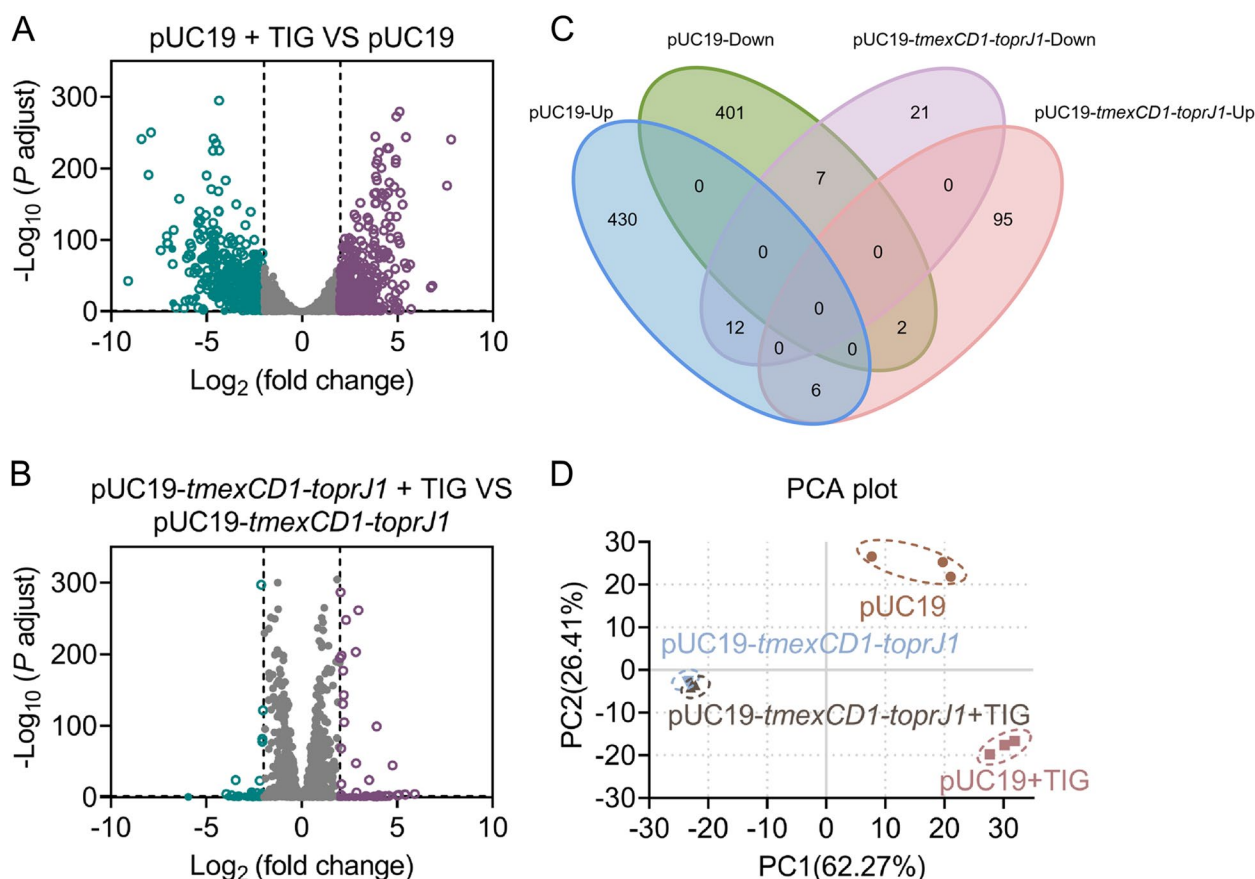 A
pUC19 + TIG VS pUC19
-Log10 (P adjust)
300
200
100
0
-10
-5
0
5
10
Log2 (fold change)
B
pUC19-tmexCD1-toprJ1 + TIG VS
pUC19-tmexCD1-toprJ1
-Log10 (P adjust)
300
200
100
0
-10
-5
0
5
10
Log2 (fold change)
C
pUC19-Down
pUC19-tmexCD1-toprJ1-Down
pUC19-Up
pUC19-tmexCD1-toprJ1-Up
401
21
0
7
0
430
95
0
0
0
12
2
0
0
6
D
PCA plot
PC2(26.41%)
30
20
10
0
-10
-20
-30
pUC19
pUC19-tmexCD1-toprJ1
pUC19-tmexCD1-toprJ1+TIG
pUC19+TIG
-30
-20
-10
0
10
20
30
PC1(62.27%)